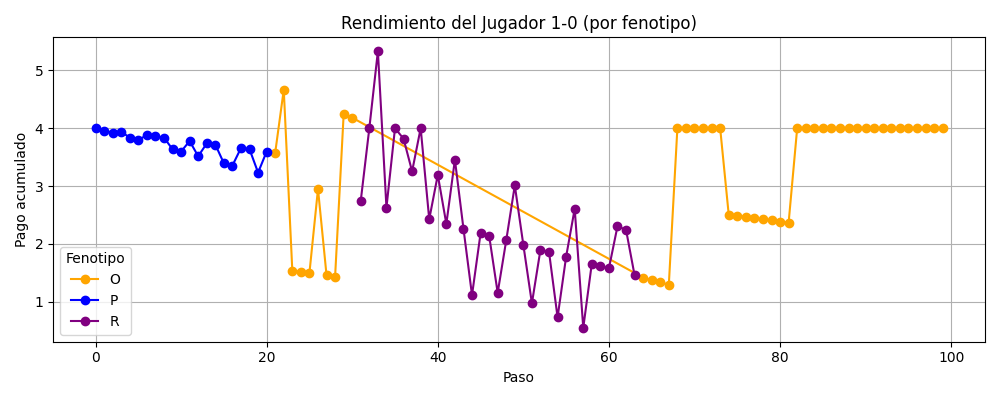 Rendimiento del Jugador 1-0 (por fenotipo)
Pago acumulado
5
4
3
2
1
Fenotipo
O
P
R
0
20
40
60
80
100
Paso